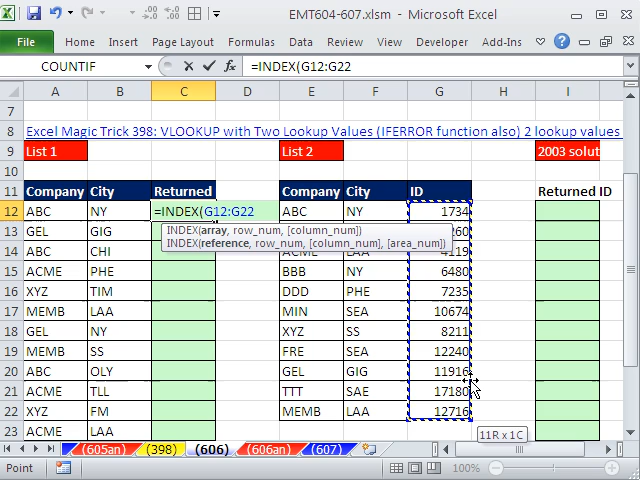 EMT604-607.xlsm - Microsoft Excel
File Home Insert Page Layout Formulas Data Review View Developer Add-Ins
COUNTIF fx =INDEX(G12:G22
A B C D E F G H I
7
8 Excel Magic Trick 398: VLOOKUP with Two Lookup Values (IFERROR function also) 2 lookup values
9 List 1 List 2 2003 solut
10
11 Company City Returned Company City ID Returned ID
12 ABC NY =INDEX(G12:G22 ABC NY 1734
13 GEL GIG 260
INDEX(array, row_num, [column_num])
INDEX(reference, row_num, [column_num], [area_num])
14 ABC CHI ACME LAA 4119
15 ACME PHE BBB NY 6480
16 XYZ TIM DDD PHE 7235
17 MEMB LAA MIN SEA 10674
18 GEL NY XYZ SS 8211
19 MEMB SS FRE SEA 12240
20 ABC OLY GEL GIG 11916
21 ACME TLL TTT SAE 17180
22 XYZ FM MEMB LAA 12716
23 ACME LAA
11R x 1C
(605an) (398) (606) (606an) (607)
Point 100%